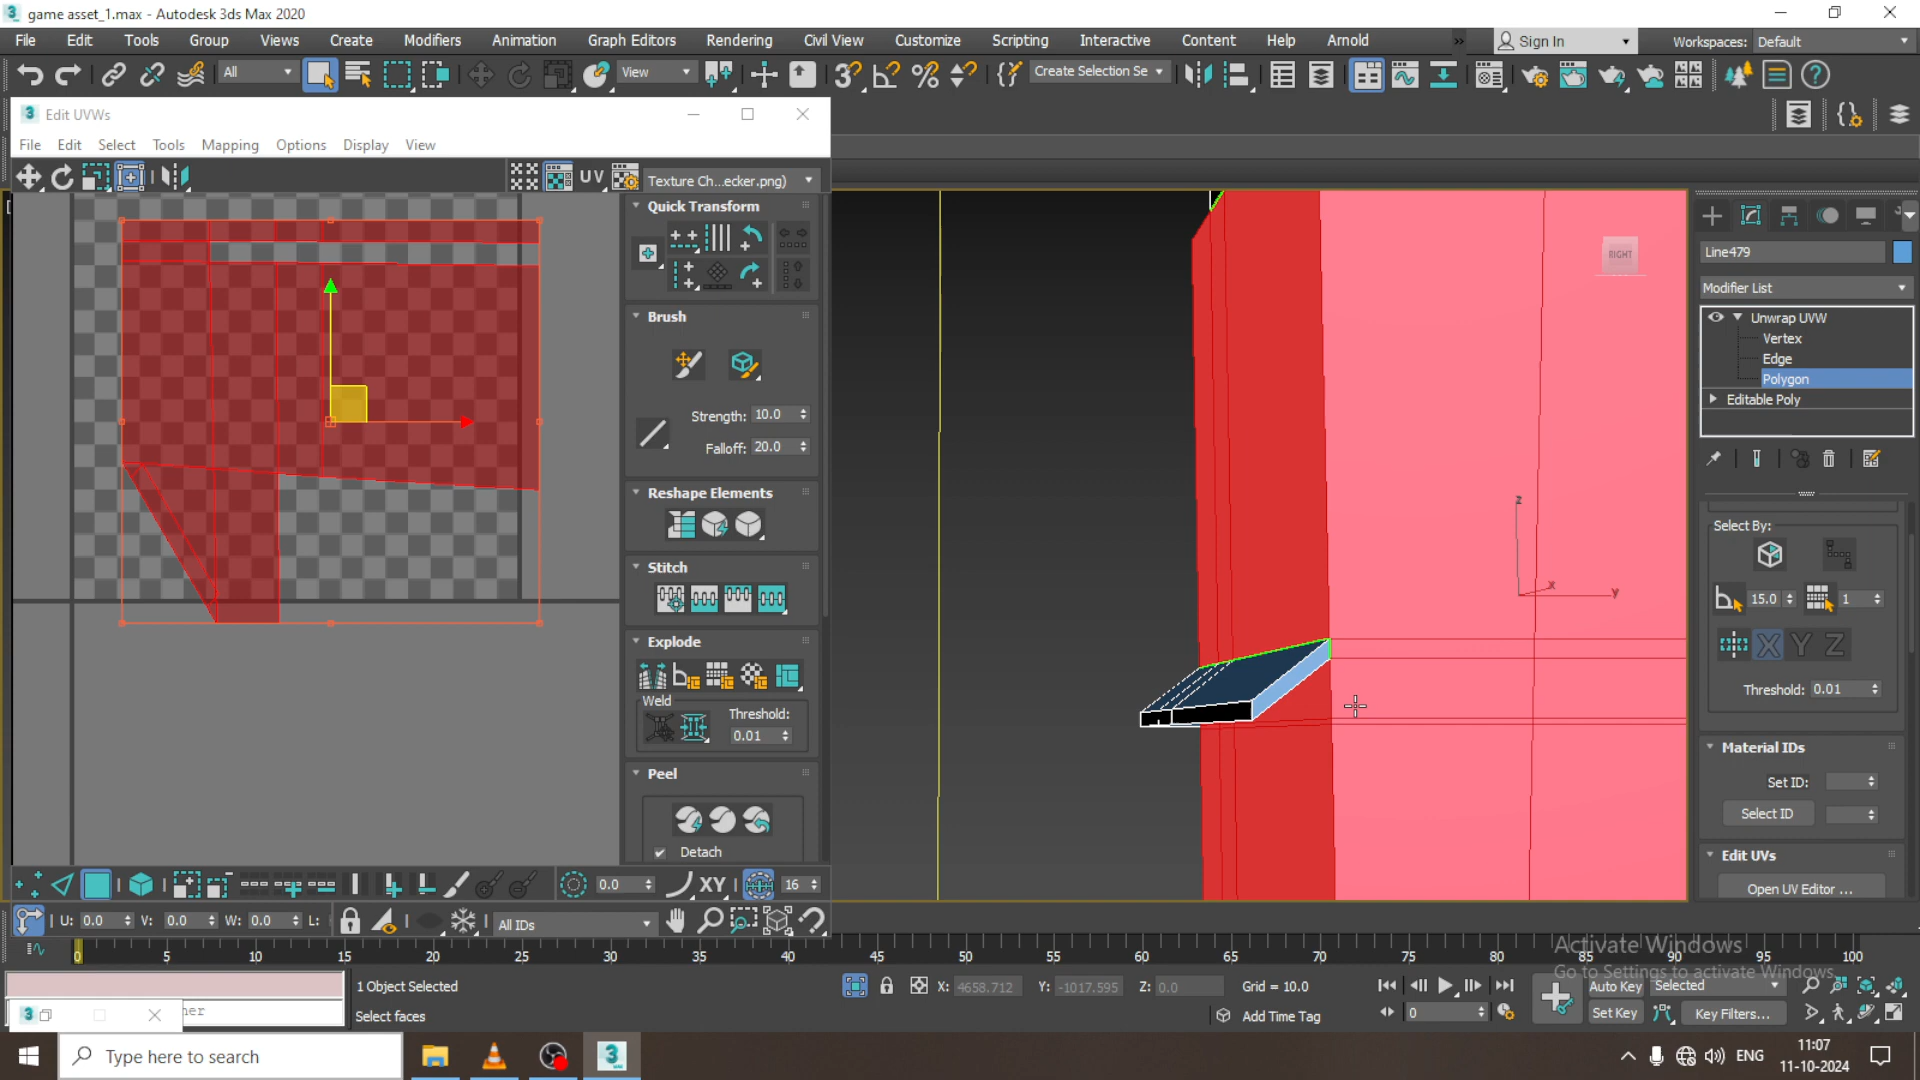 game asset_1.max - Autodesk 3ds Max 2020
File Edit Tools Group Views Create Modifiers Animation Graph Editors Rendering Civil View Customize Scripting Interactive Content Help Arnold » Sign In Workspaces: Default
All View Create Selection Se
Edit UVWs
File Edit Select Tools Mapping Options Display View
UV Texture Ch...ecker.png)
Quick Transform
Brush
Strength: 10.0
Falloff: 20.0
Reshape Elements
Stitch
Explode
Weld
Threshold:
0.01
Peel
Detach
0.0 XY 16
U: 0.0 V: 0.0 W: 0.0 L: All IDs
RIGHT
z
x
y
Line479
Modifier List
Unwrap UVW
Vertex
Edge
Polygon
Editable Poly
Select By:
15.0 1
X Y Z
Threshold: 0.01
Material IDs
Set ID:
Select ID
Edit UVs
Open UV Editor ...
0 5 10 15 20 25 30 35 40 45 50 55 60 65 70 75 80 85 90 95 100
Activate Windows
Go to Settings to activate Windows.
1 Object Selected
Select faces
X: 4658.712 Y: -1017.595 Z: 0.0 Grid = 10.0
Add Time Tag
0
Auto Key Selected
Set Key Key Filters...
Type here to search
ENG
11:07
11-10-2024